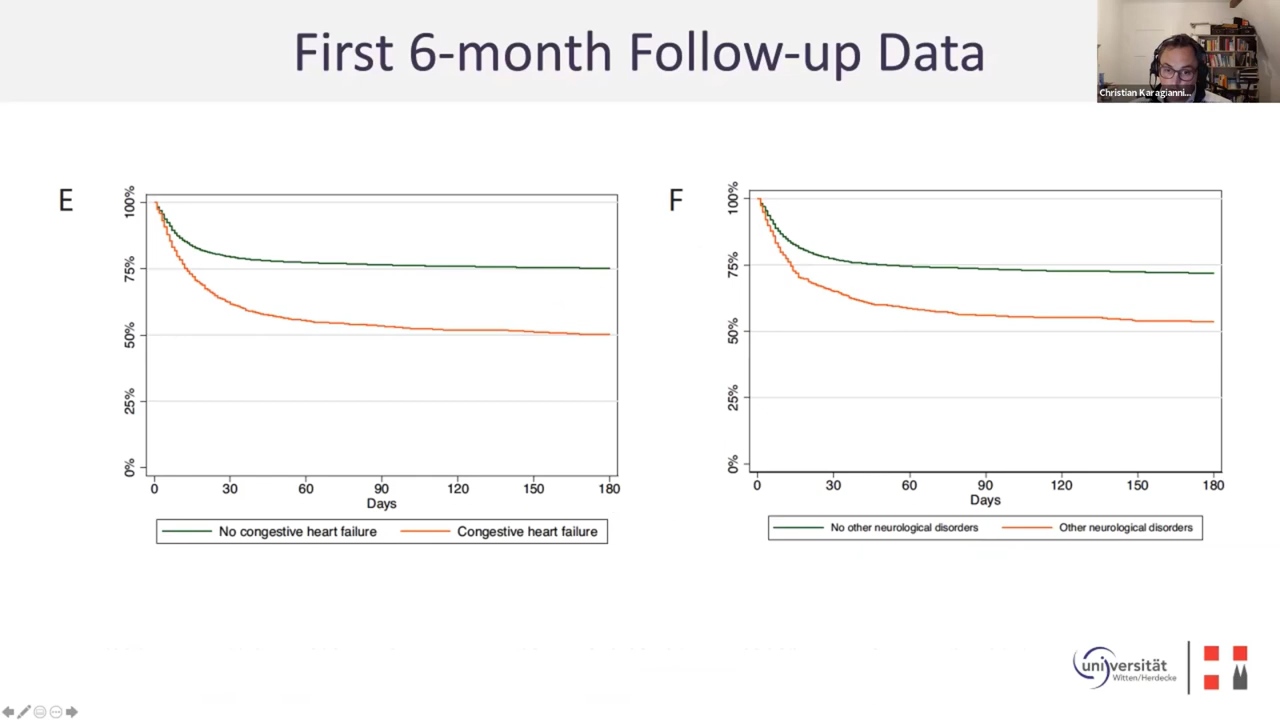 First 6-month Follow-up Data
Christian Karagianni...
E
100%
75%
50%
25%
0%
0 30 60 90 120 150 180
Days
No congestive heart failure Congestive heart failure
F
100%
75%
50%
25%
0%
0 30 60 90 120 150 180
Days
No other neurological disorders Other neurological disorders
universität
Witten/Herdecke